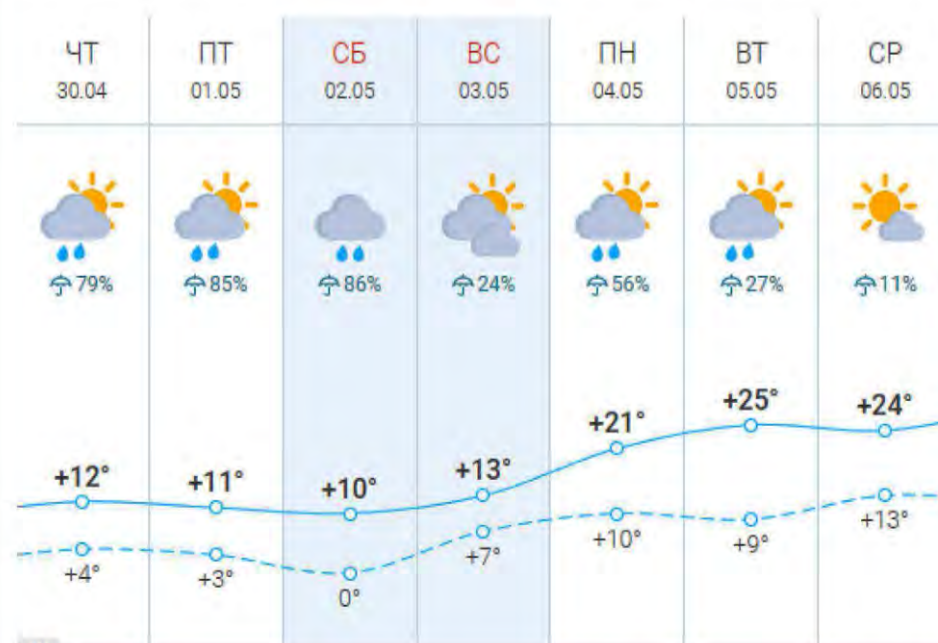 ЧТ ПТ СБ ВС ПН ВТ СР
30.04 01.05 02.05 03.05 04.05 05.05 06.05
79% 85% 86% 24% 56% 27% 11%
+12° +11° +10° +13° +21° +25° +24°
+4° +3° 0° +7° +10° +9° +13°